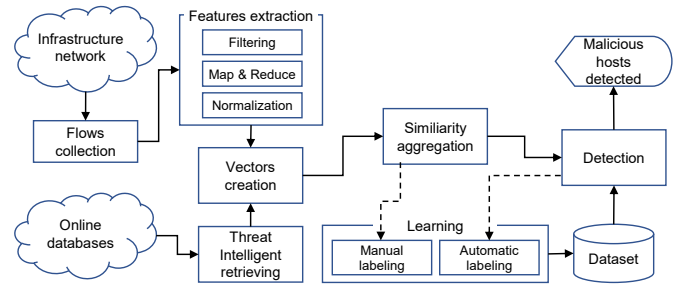 Infrastructure
network
Flows
collection
Features extraction
Filtering
Map & Reduce
Normalization
Vectors
creation
Online
databases
Threat
Intelligent
retrieving
Similiarity
aggregation
Learning
Manual
labeling
Automatic
labeling
Dataset
Detection
Malicious
hosts
detected